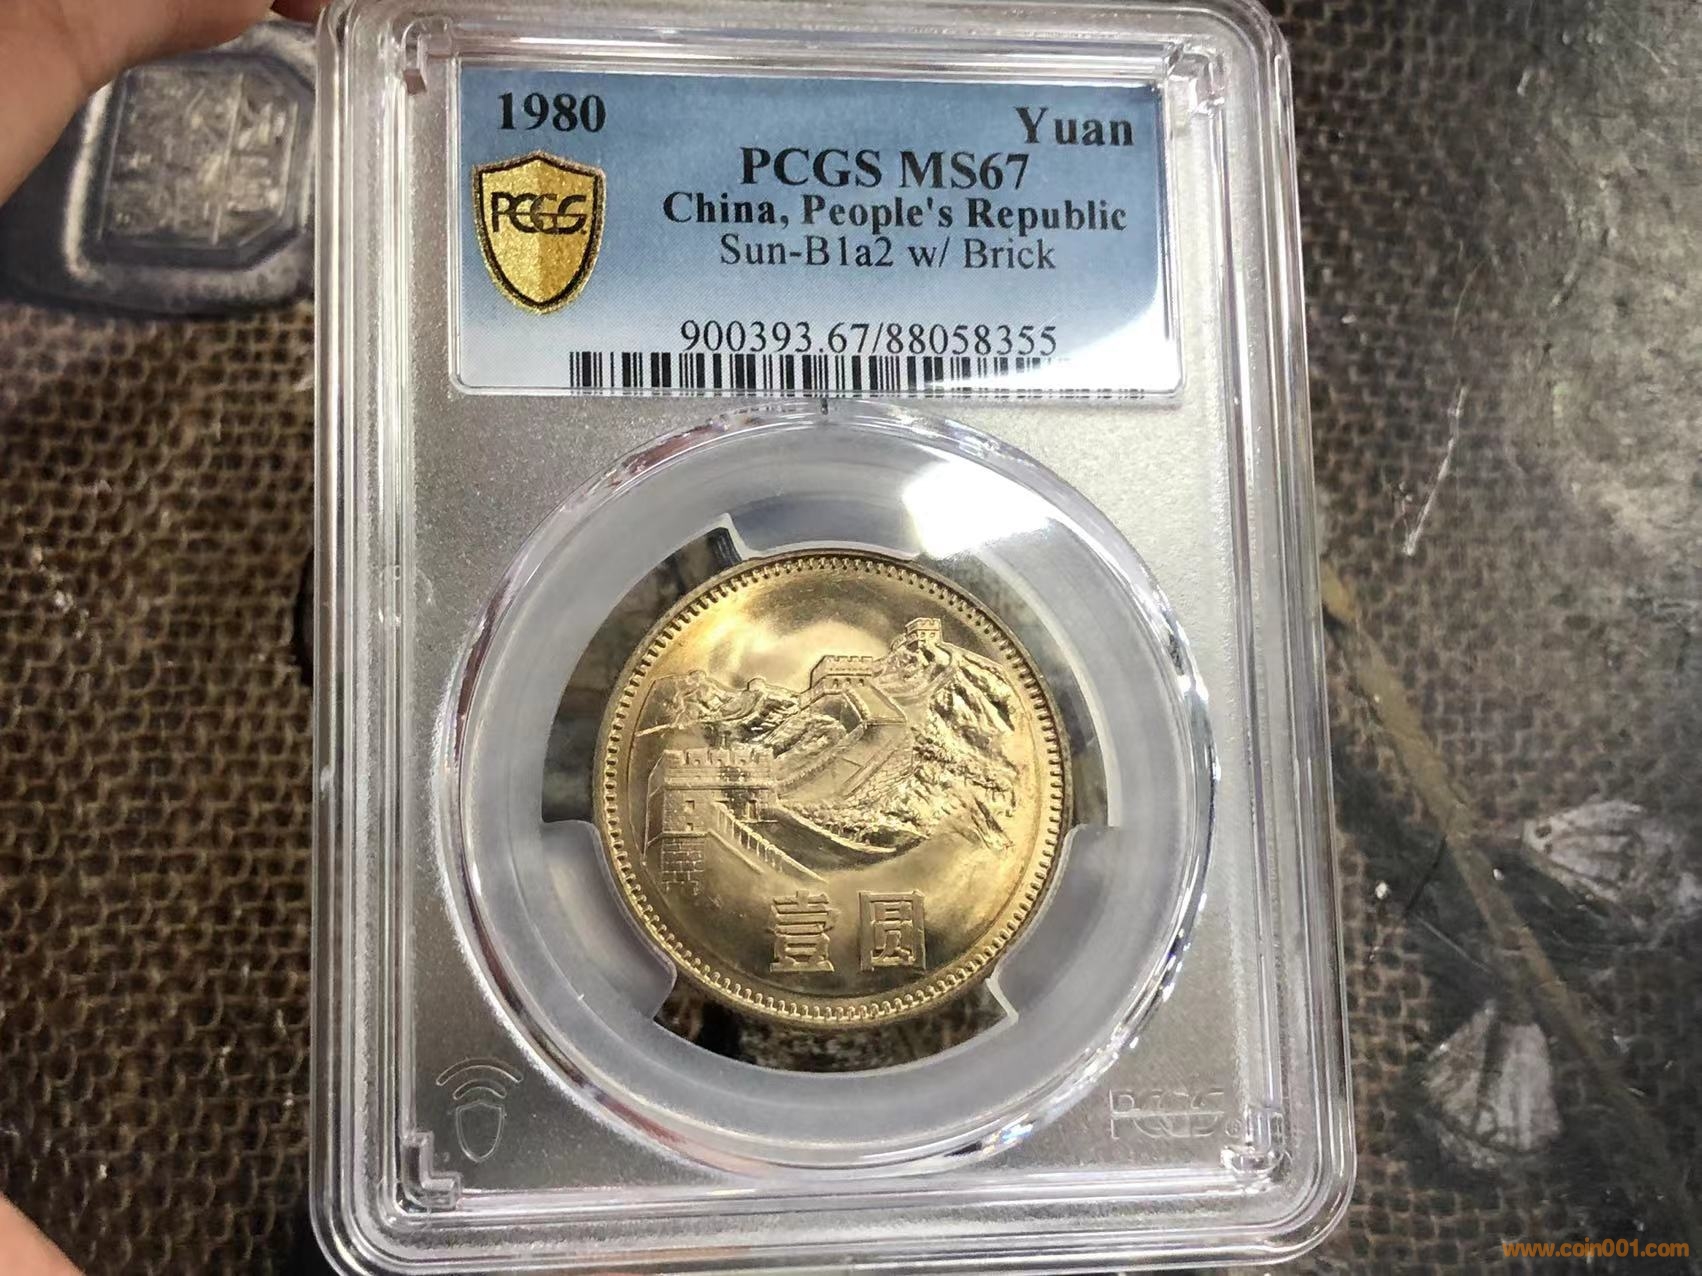 1980
Yuan
PCGS MS67
China, People's Republic
Sun-B1a2 w/ Brick
PCGS
900393.67/88058355
壹圆
PCGS
www.coin001.com